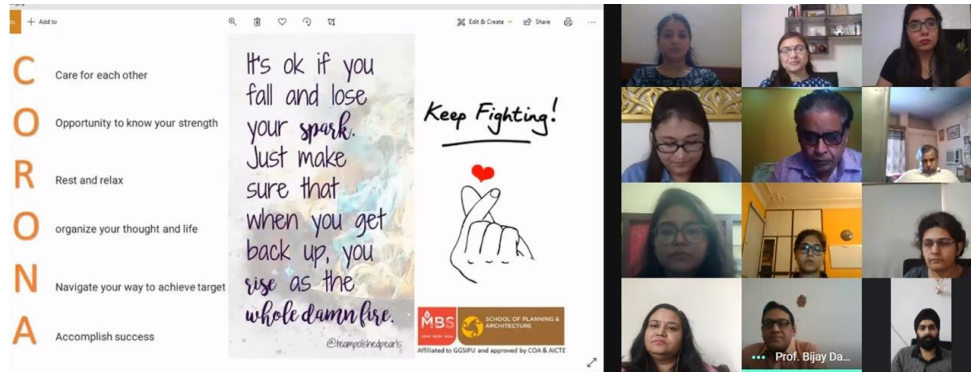 Add to
Edit & Create
Share
C
Care for each other
O
Opportunity to know your strength
R
Rest and relax
O
organize your thought and life
N
Navigate your way to achieve target
A
Accomplish success
It's ok if you
fall and lose
your spark.
Just make
sure that
when you get
back up, you
rise as the
whole damn fire.
@teampolishedpearls
Keep Fighting!
MBS
SCHOOL OF PLANNING &
ARCHITECTURE
Affiliated to GGSIPU and approved by COA & AICTE
Prof. Bijay Da...